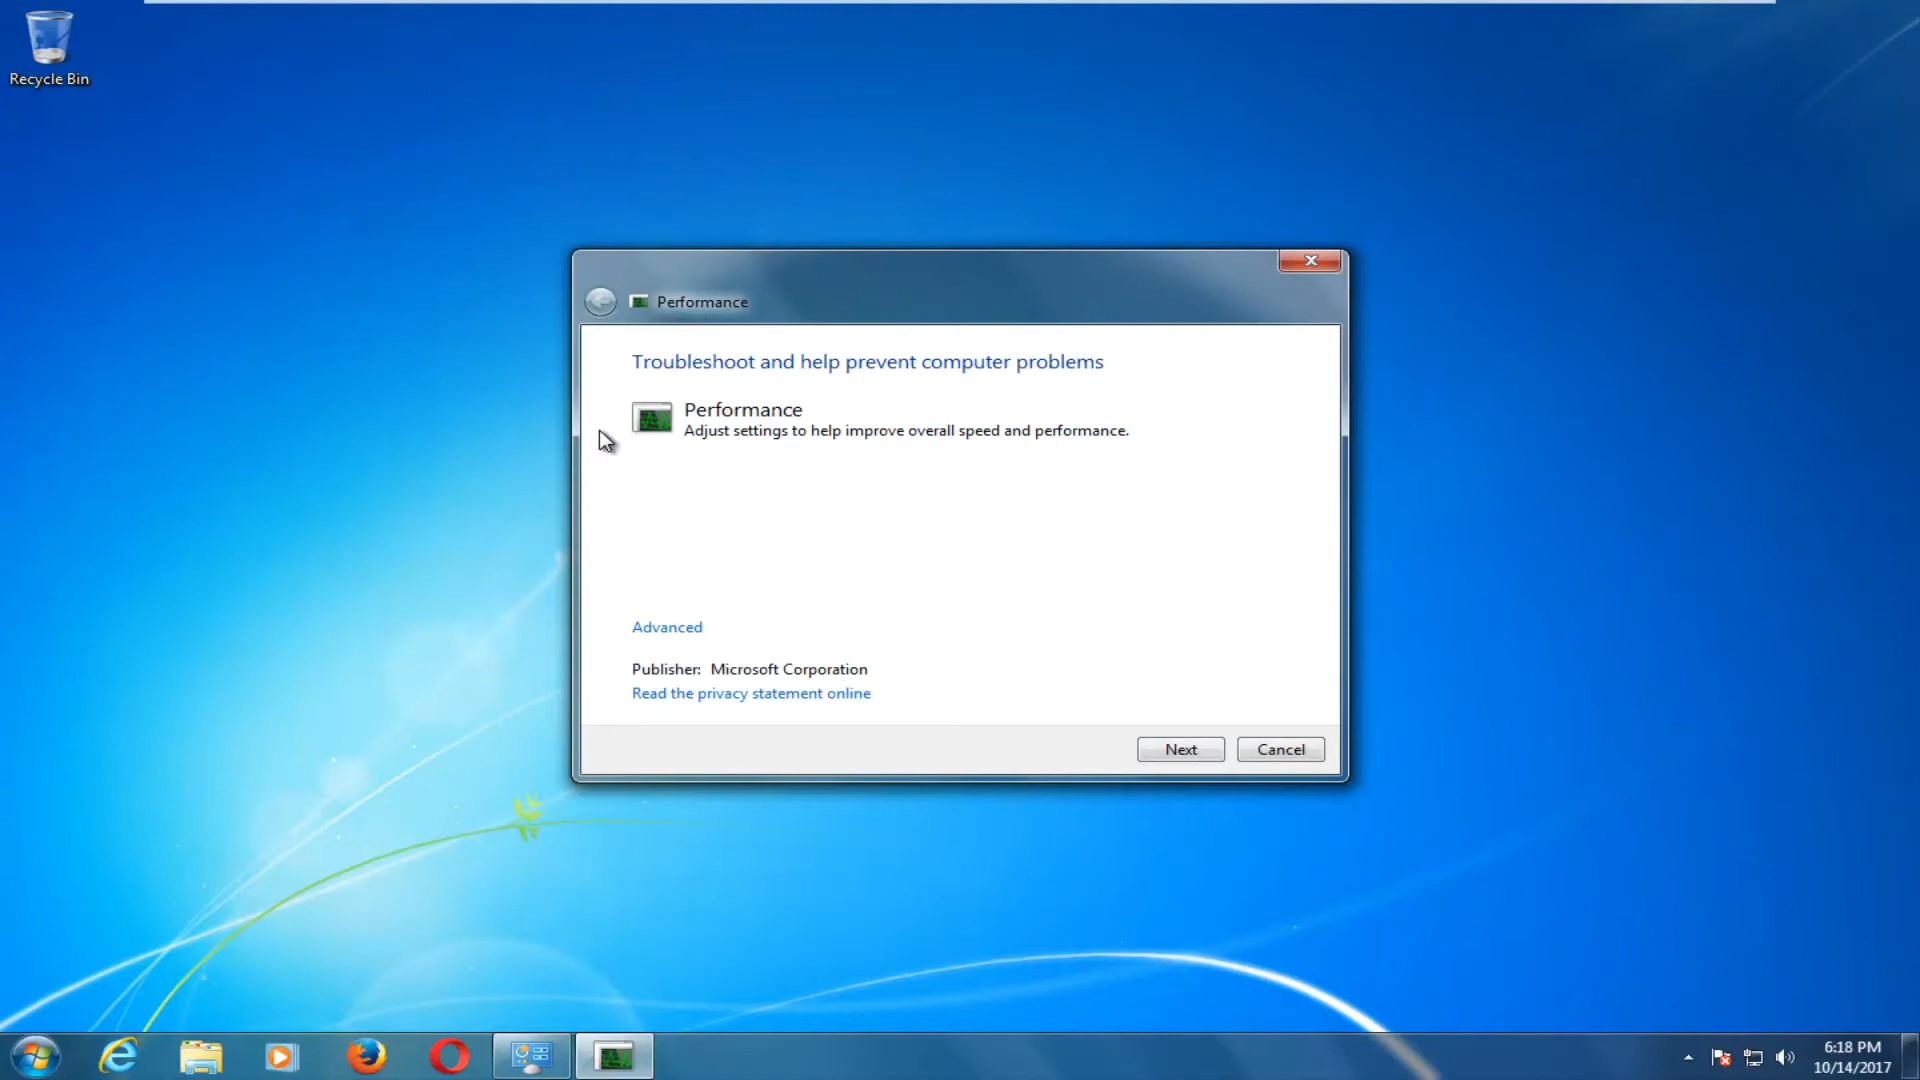 Recycle Bin
Performance
Troubleshoot and help prevent computer problems
Performance
Adjust settings to help improve overall speed and performance.
Advanced
Publisher: Microsoft Corporation
Read the privacy statement online
Next
Cancel
6:18 PM
10/14/2017